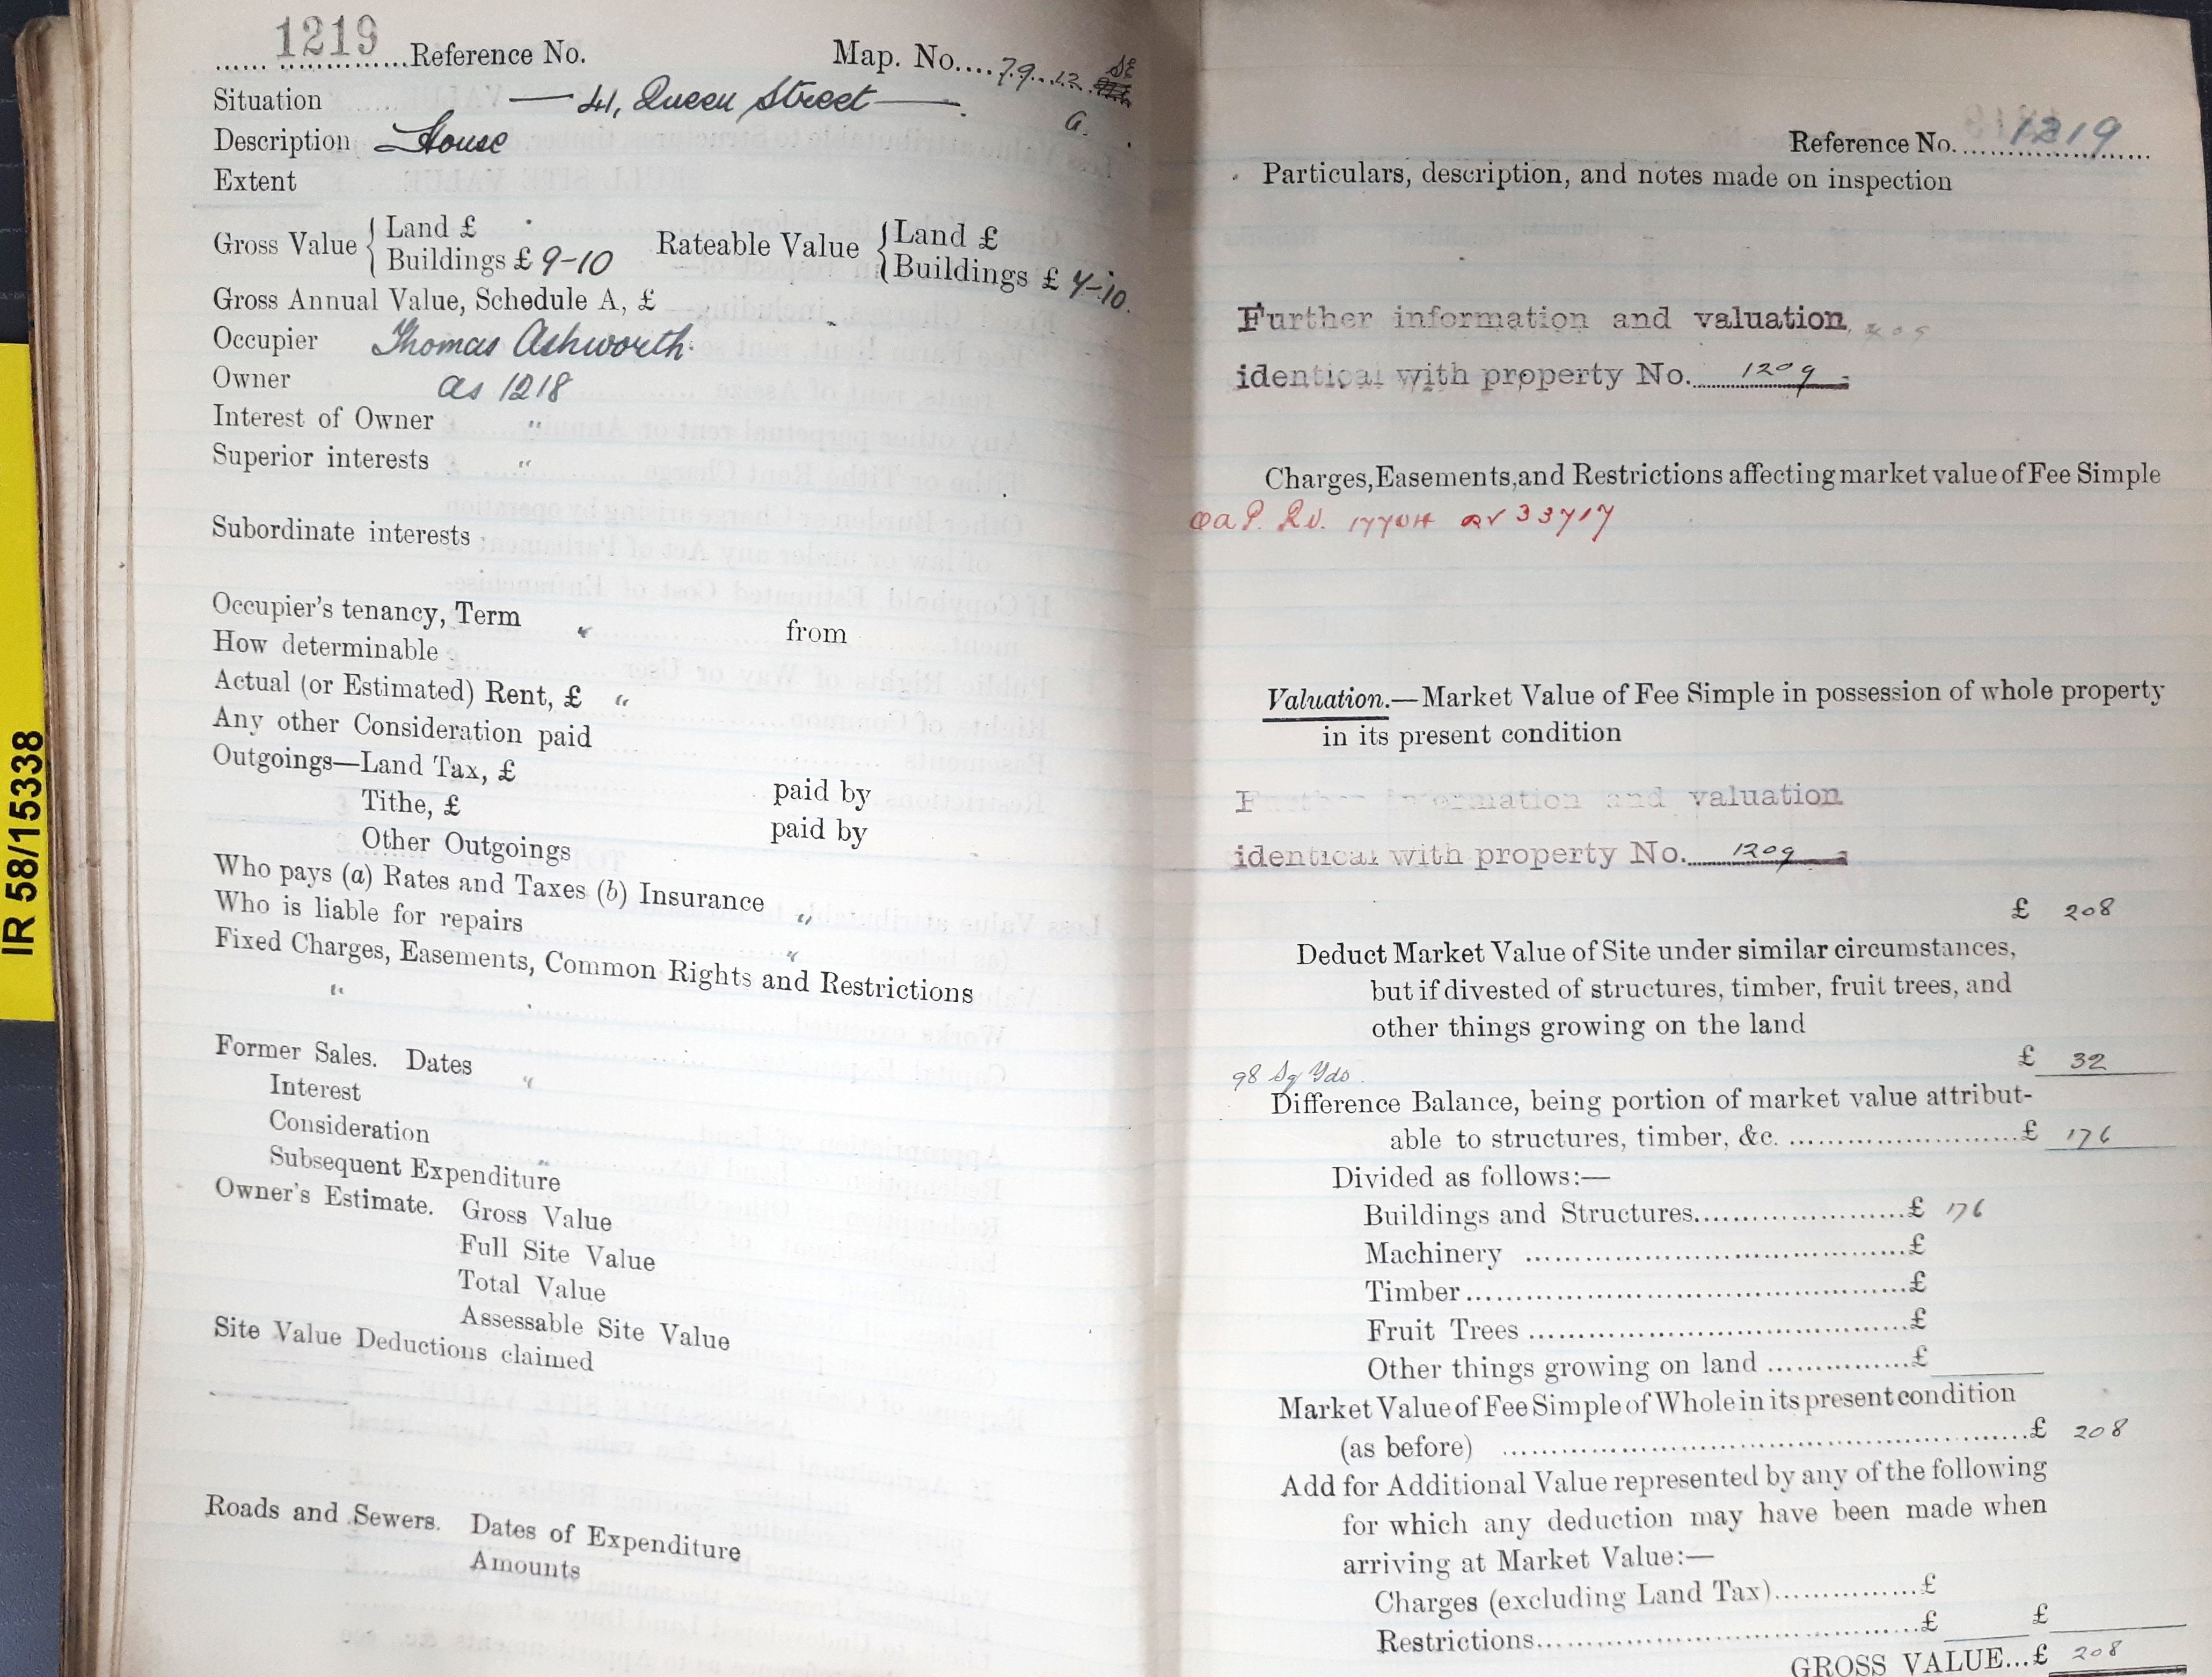 IR 58/15338
1219 Reference No. Map. No. 79.12 SE
G.
Situation — 41, Queen Street —.
Description House
Extent
Gross Value { Land £ Rateable Value { Land £
Buildings £ 9-10 Buildings £ 7-10.
Gross Annual Value, Schedule A, £
Occupier Thomas Ashworth.
Owner as 1218
Interest of Owner "
Superior interests "
Subordinate interests
Occupier's tenancy, Term " from
How determinable
Actual (or Estimated) Rent, £ "
Any other Consideration paid
Outgoings—Land Tax, £ paid by
Tithe, £ paid by
Other Outgoings
Who pays (a) Rates and Taxes (b) Insurance "
Who is liable for repairs "
Fixed Charges, Easements, Common Rights and Restrictions
"
Former Sales. Dates "
Interest
Consideration
Subsequent Expenditure
Owner's Estimate. Gross Value
Full Site Value
Total Value
Assessable Site Value
Site Value Deductions claimed
Roads and Sewers. Dates of Expenditure
Amounts
Reference No. 1219
Particulars, description, and notes made on inspection
Further information and valuation
identical with property No. 1209
Charges, Easements, and Restrictions affecting market value of Fee Simple
33717
Valuation.—Market Value of Fee Simple in possession of whole property
in its present condition
Further information and valuation
identical with property No. 1209
£ 208
Deduct Market Value of Site under similar circumstances,
but if divested of structures, timber, fruit trees, and
other things growing on the land
98 Sq Yds. £ 32
Difference Balance, being portion of market value attribut-
able to structures, timber, &c. £ 176
Divided as follows:—
Buildings and Structures £ 176
Machinery £
Timber £
Fruit Trees £
Other things growing on land £
Market Value of Fee Simple of Whole in its present condition
(as before) £ 208
Add for Additional Value represented by any of the following
for which any deduction may have been made when
arriving at Market Value:—
Charges (excluding Land Tax) £
Restrictions £ £
GROSS VALUE...£ 208